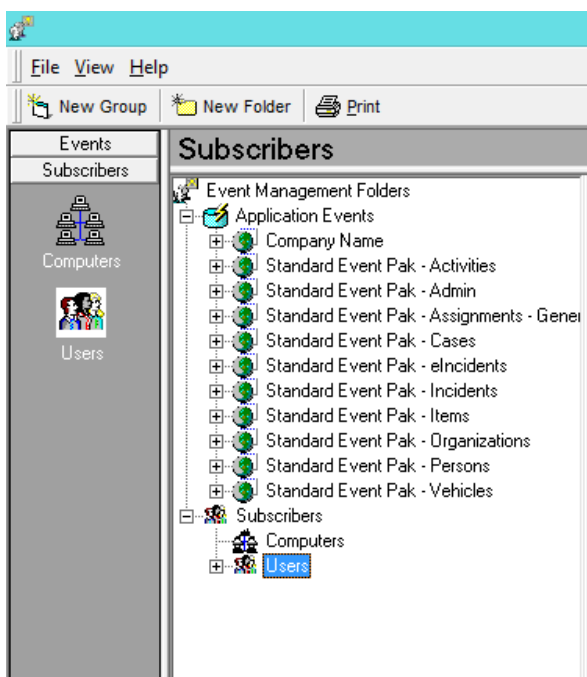 File View Help
New Group New Folder Print
Events
Subscribers
Computers
Users
Subscribers
Event Management Folders
Application Events
Company Name
Standard Event Pak - Activities
Standard Event Pak - Admin
Standard Event Pak - Assignments - Gener
Standard Event Pak - Cases
Standard Event Pak - eIncidents
Standard Event Pak - Incidents
Standard Event Pak - Items
Standard Event Pak - Organizations
Standard Event Pak - Persons
Standard Event Pak - Vehicles
Subscribers
Computers
Users